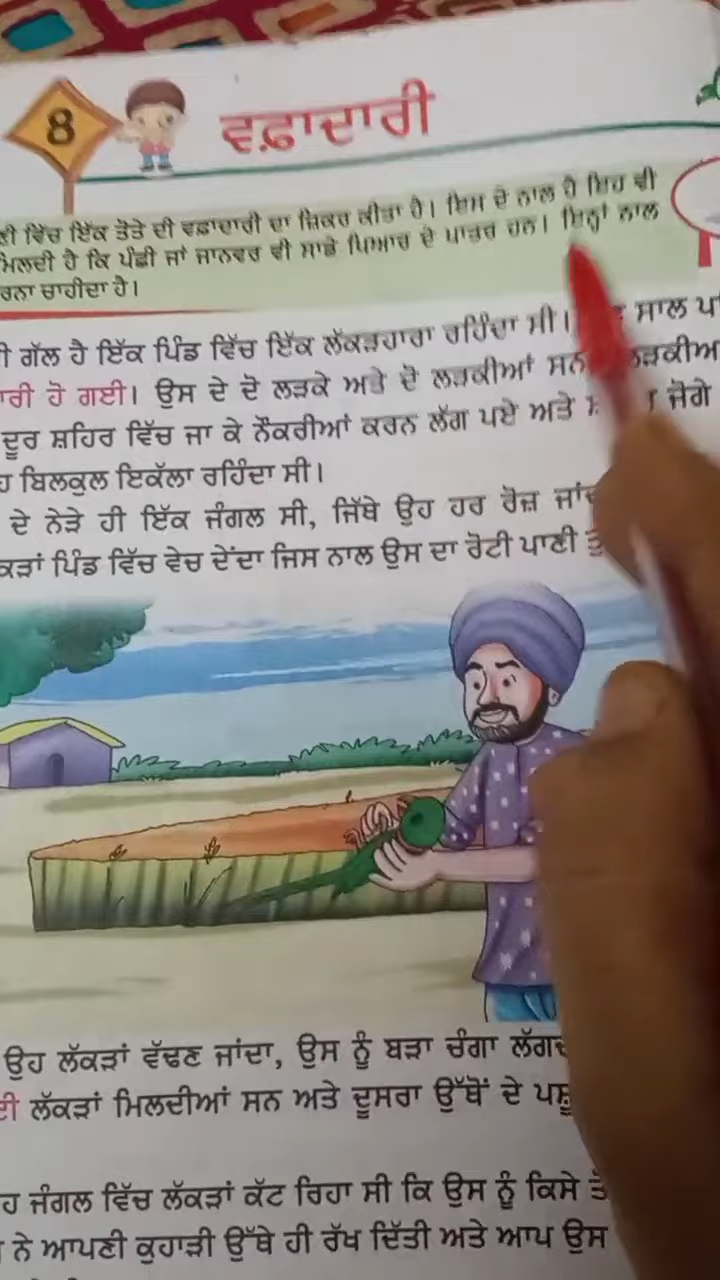 8
ਵਫ਼ਾਦਾਰੀ
ਵਿੱਚ ਇੱਕ ਤੋਤੇ ਦੀ ਵਫ਼ਾਦਾਰੀ ਦਾ ਜ਼ਿਕਰ ਕੀਤਾ ਹੈ। ਇਸ ਦੇ ਨਾਲ ਹੈ ਇਹ ਵੀ
ਮਿਲਦੀ ਹੈ ਕਿ ਪੰਛੀ ਜਾਂ ਜਾਨਵਰ ਵੀ ਸਾਡੇ ਪਿਆਰ ਦੇ ਪਾਤਰ ਹਨ। ਇਨ੍ਹਾਂ ਨਾਲ
ਰਨਾ ਚਾਹੀਦਾ ਹੈ।
ਗੱਲ ਹੈ ਇੱਕ ਪਿੰਡ ਵਿੱਚ ਇੱਕ ਲੱਕੜਹਾਰਾ ਰਹਿੰਦਾ ਸੀ। ਸਾਲ
ਹੋ ਗਈ। ਉਸ ਦੇ ਦੋ ਲੜਕੇ ਅਤੇ ਦੋ ਲੜਕੀਆਂ ਸਨ
ਦੂਰ ਸ਼ਹਿਰ ਵਿੱਚ ਜਾ ਕੇ ਨੌਕਰੀਆਂ ਕਰਨ ਲੱਗ ਪਏ ਅਤੇ ਜੋਗੇ
ਬਿਲਕੁਲ ਇਕੱਲਾ ਰਹਿੰਦਾ ਸੀ।
ਦੇ ਨੇੜੇ ਹੀ ਇੱਕ ਜੰਗਲ ਸੀ, ਜਿੱਥੇ ਉਹ ਹਰ ਰੋਜ਼
ਕੜਾਂ ਪਿੰਡ ਵਿੱਚ ਵੇਚ ਦੇਂਦਾ ਜਿਸ ਨਾਲ ਉਸ ਦਾ ਰੋਟੀ ਪਾਣੀ
ਉਹ ਲੱਕੜਾਂ ਵੱਢਣ ਜਾਂਦਾ, ਉਸ ਨੂੰ ਬੜਾ ਚੰਗਾ
ਲੱਕੜਾਂ ਮਿਲਦੀਆਂ ਸਨ ਅਤੇ ਦੂਸਰਾ ਉੱਥੋਂ ਦੇ
ਜੰਗਲ ਵਿੱਚ ਲੱਕੜਾਂ ਕੱਟ ਰਿਹਾ ਸੀ ਕਿ ਉਸ ਨੂੰ ਕਿਸੇ
ਨੇ ਆਪਣੀ ਕੁਹਾੜੀ ਉੱਥੇ ਹੀ ਰੱਖ ਦਿੱਤੀ ਅਤੇ ਆਪ ਉਸ